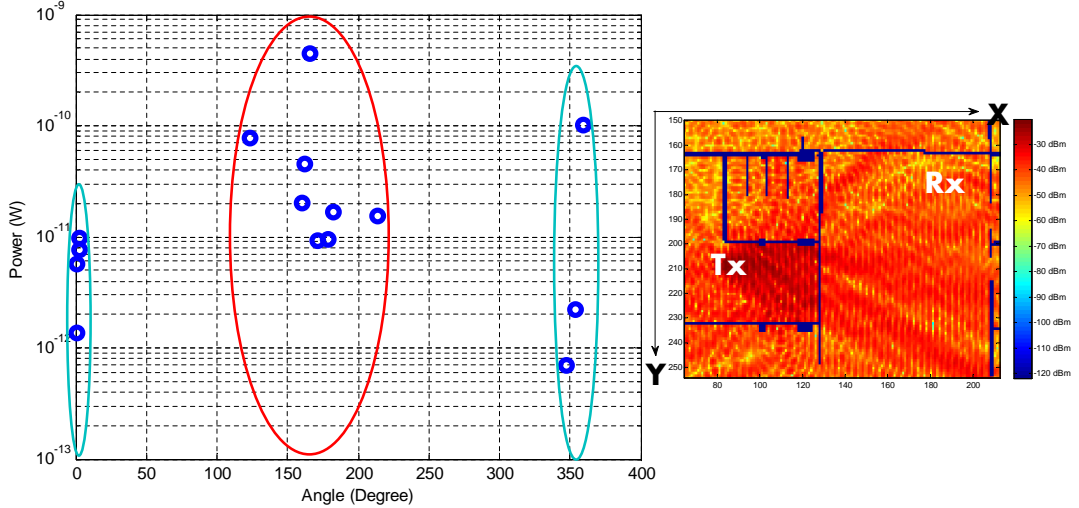 10^-9
10^-10
10^-11
10^-12
10^-13
Power (W)
0 50 100 150 200 250 300 350 400
Angle (Degree)
X
Y
150
160
170
180
190
200
210
220
230
240
250
80 100 120 140 160 180 200
Rx
Tx
-30 dBm
-40 dBm
-50 dBm
-60 dBm
-70 dBm
-80 dBm
-90 dBm
-100 dBm
-110 dBm
-120 dBm